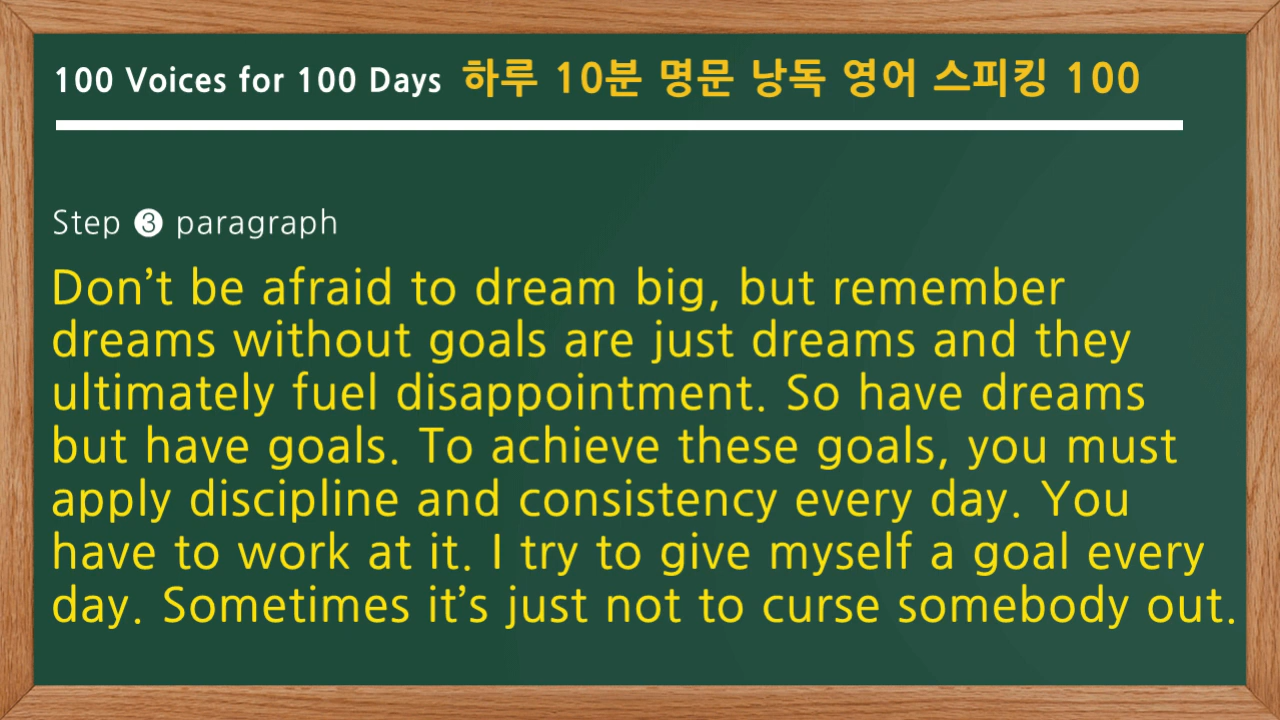 100 Voices for 100 Days 하루 10분 명문 낭독 영어 스피킹 100
Step ❸ paragraph
Don’t be afraid to dream big, but remember
dreams without goals are just dreams and they
ultimately fuel disappointment. So have dreams
but have goals. To achieve these goals, you must
apply discipline and consistency every day. You
have to work at it. I try to give myself a goal every
day. Sometimes it’s just not to curse somebody out.